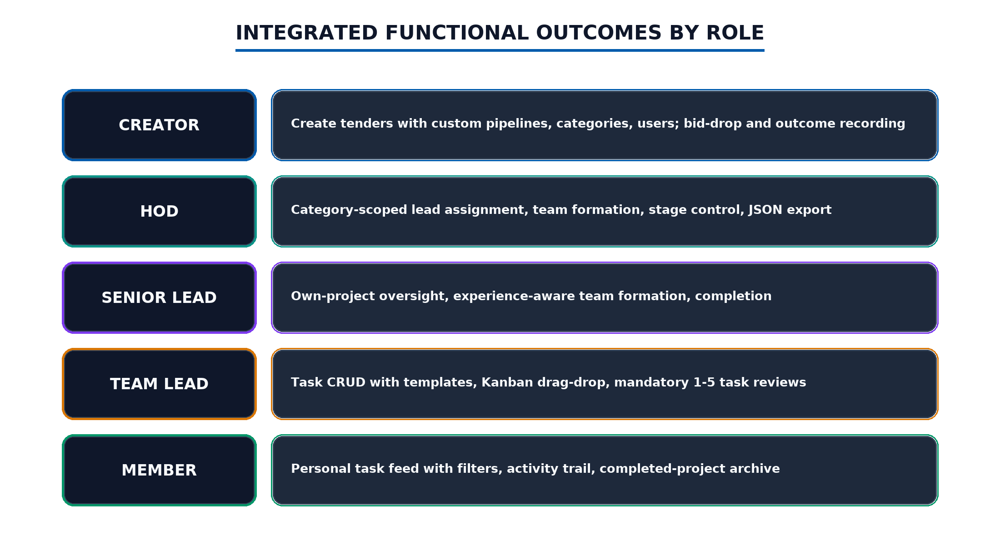 INTEGRATED FUNCTIONAL OUTCOMES BY ROLE
CREATOR
Create tenders with custom pipelines, categories, users; bid-drop and outcome recording
HOD
Category-scoped lead assignment, team formation, stage control, JSON export
SENIOR LEAD
Own-project oversight, experience-aware team formation, completion
TEAM LEAD
Task CRUD with templates, Kanban drag-drop, mandatory 1-5 task reviews
MEMBER
Personal task feed with filters, activity trail, completed-project archive